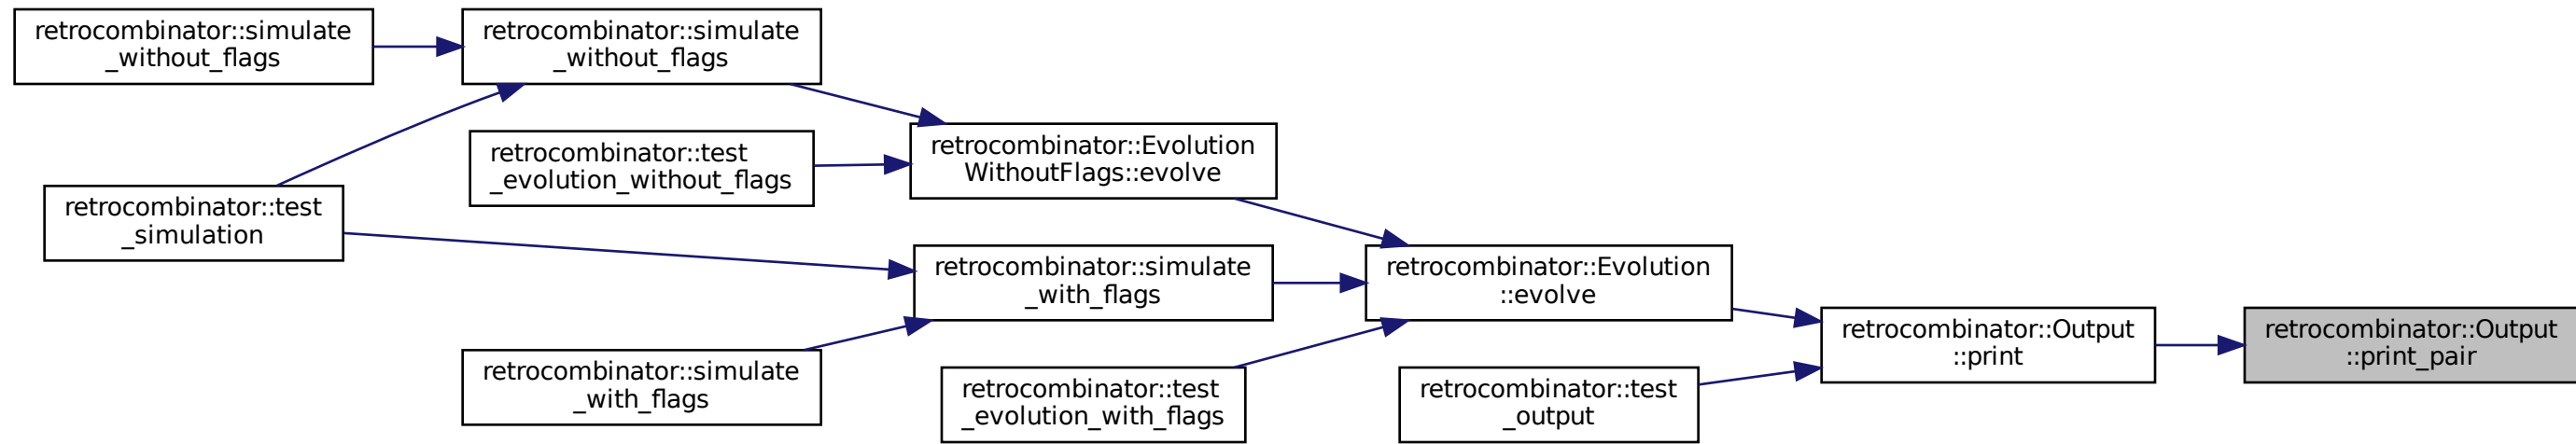 retrocombinator::simulate
_without_flags
retrocombinator::simulate
_without_flags
retrocombinator::test
_simulation
retrocombinator::test
_evolution_without_flags
retrocombinator::Evolution
WithoutFlags::evolve
retrocombinator::simulate
_with_flags
retrocombinator::simulate
_with_flags
retrocombinator::test
_evolution_with_flags
retrocombinator::Evolution
::evolve
retrocombinator::test
_output
retrocombinator::Output
::print
retrocombinator::Output
::print_pair